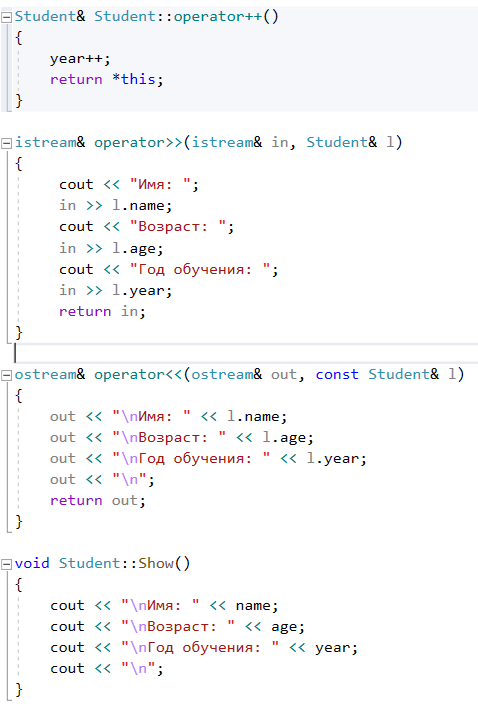 Student& Student::operator++()
{
    year++;
    return *this;
}

istream& operator>>(istream& in, Student& l)
{
     cout << "Имя: ";
     in >> l.name;
     cout << "Возраст: ";
     in >> l.age;
     cout << "Год обучения: ";
     in >> l.year;
     return in;
}

ostream& operator<<(ostream& out, const Student& l)
{
    out << "\nИмя: " << l.name;
    out << "\nВозраст: " << l.age;
    out << "\nГод обучения: " << l.year;
    out << "\n";
    return out;
}

void Student::Show()
{
    cout << "\nИмя: " << name;
    cout << "\nВозраст: " << age;
    cout << "\nГод обучения: " << year;
    cout << "\n";
}